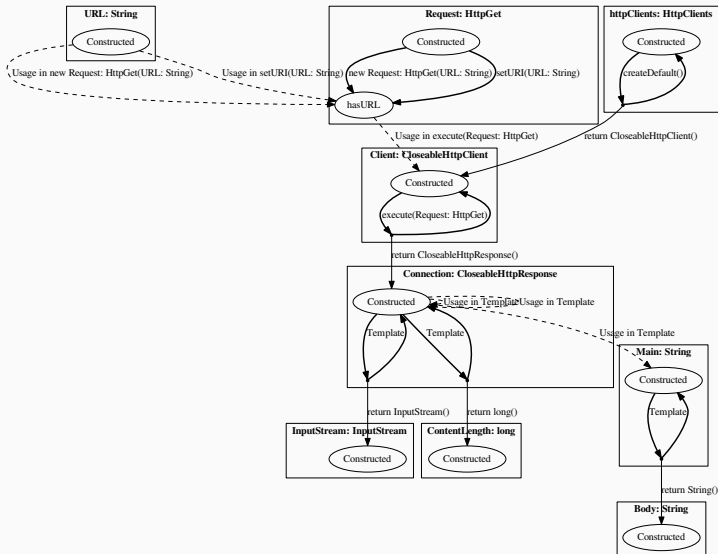 URL: String
Request: HttpGet
httpClients: HttpClients
Constructed
Constructed
Constructed
Usage in new Request: HttpGet(URL: String)
Usage in setURI(URL: String)
new Request: HttpGet(URL: String)
setURI(URL: String)
createDefault()
hasURL
Usage in execute(Request: HttpGet)
return CloseableHttpClient()
Client: CloseableHttpClient
Constructed
execute(Request: HttpGet)
return CloseableHttpResponse()
Connection: CloseableHttpResponse
Constructed
Usage in Template
Usage in Template
Template
Template
Usage in Template
Main: String
Constructed
Template
return InputStream()
return long()
InputStream: InputStream
ContentLength: long
Constructed
Constructed
return String()
Body: String
Constructed